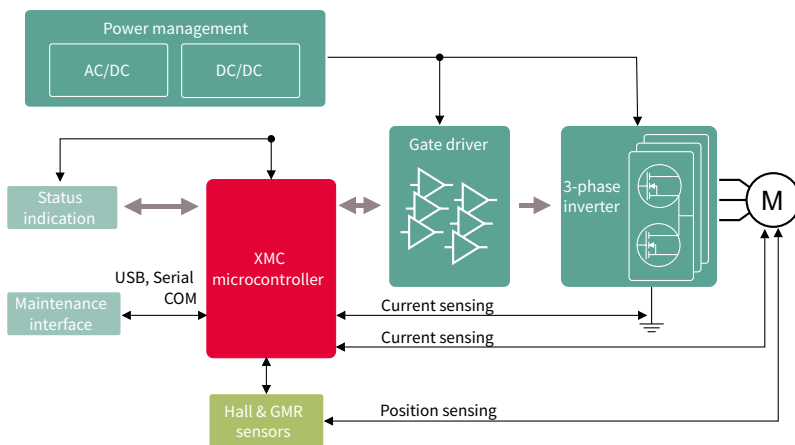 Power management
AC/DC
DC/DC
Gate driver
3-phase
inverter
M
Status
indication
XMC
microcontroller
USB, Serial
COM
Maintenance
interface
Current sensing
Current sensing
Hall & GMR
sensors
Position sensing